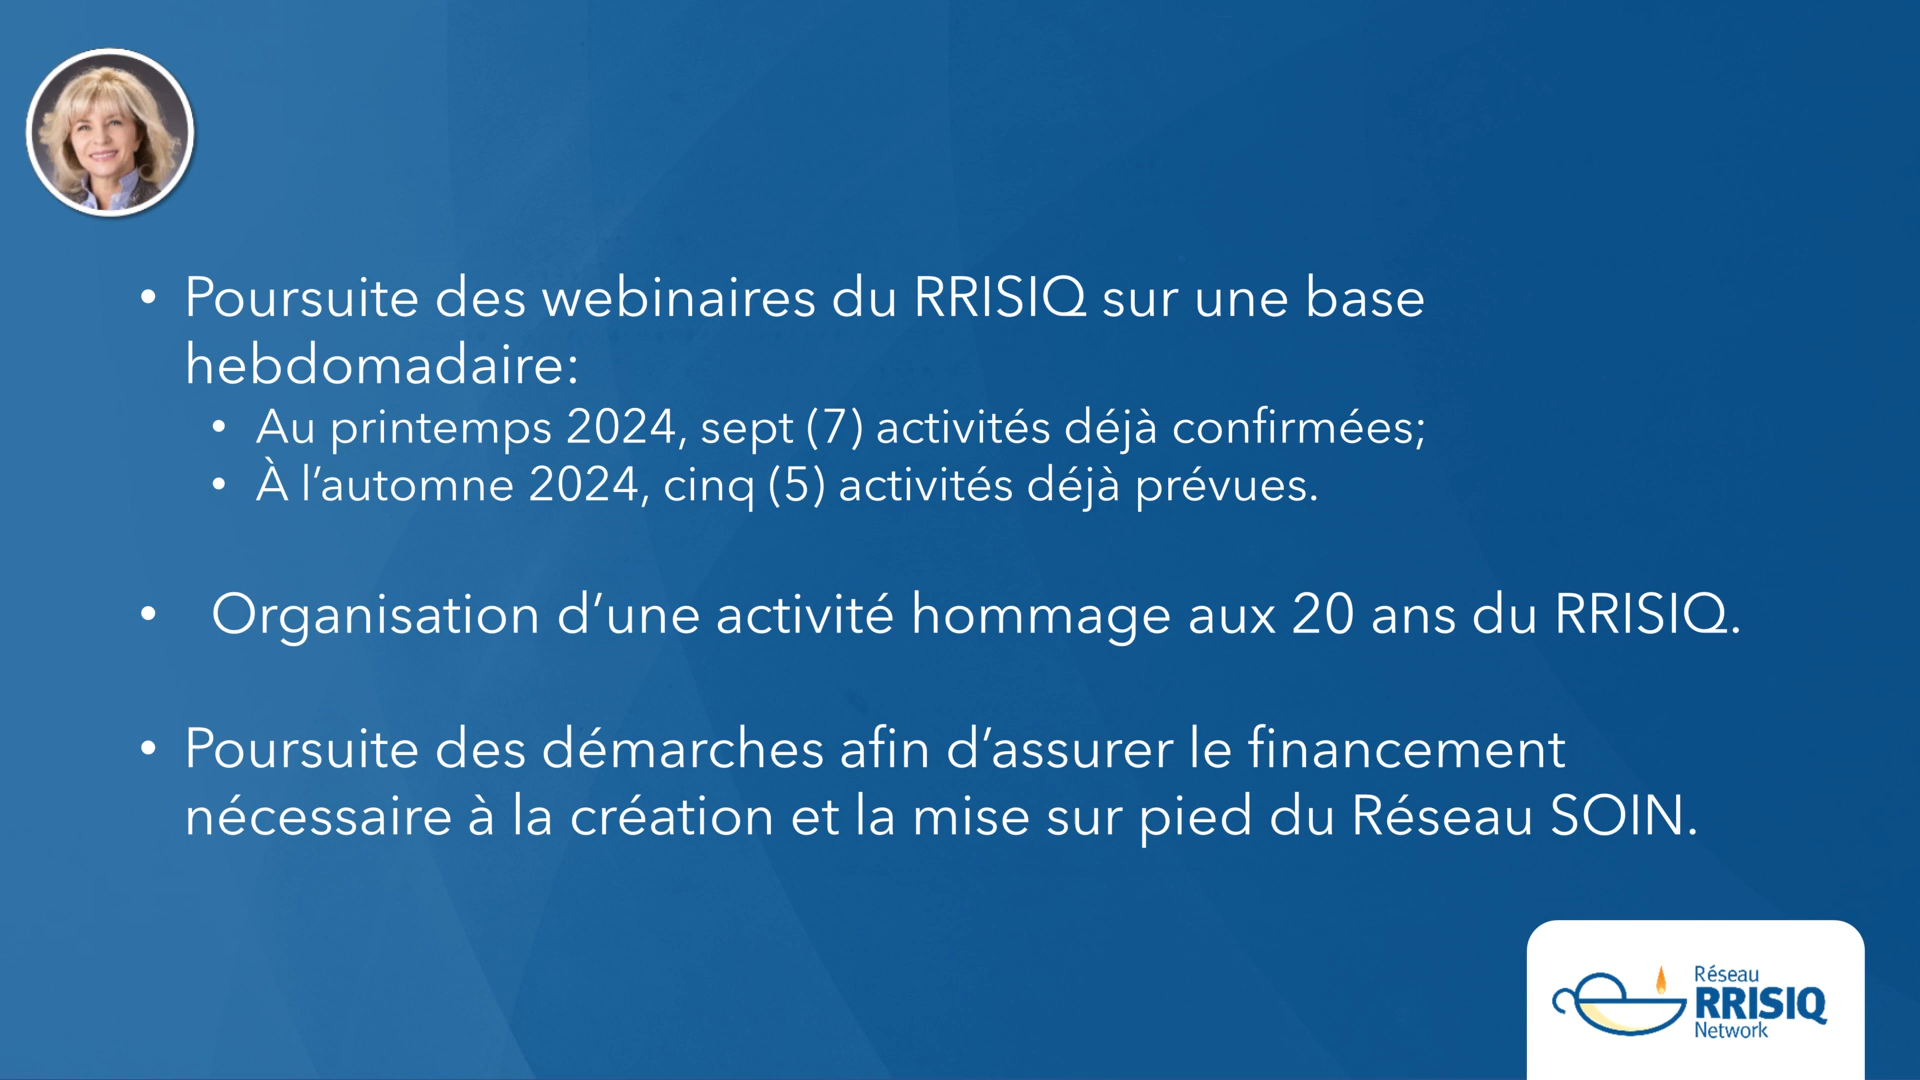 • Poursuite des webinaires du RRISIQ sur une base
hebdomadaire:
• Au printemps 2024, sept (7) activités déjà confirmées;
• À l’automne 2024, cinq (5) activités déjà prévues.
• Organisation d’une activité hommage aux 20 ans du RRISIQ.
• Poursuite des démarches afin d’assurer le financement
nécessaire à la création et la mise sur pied du Réseau SOIN.
Réseau
RRISIQ
Network